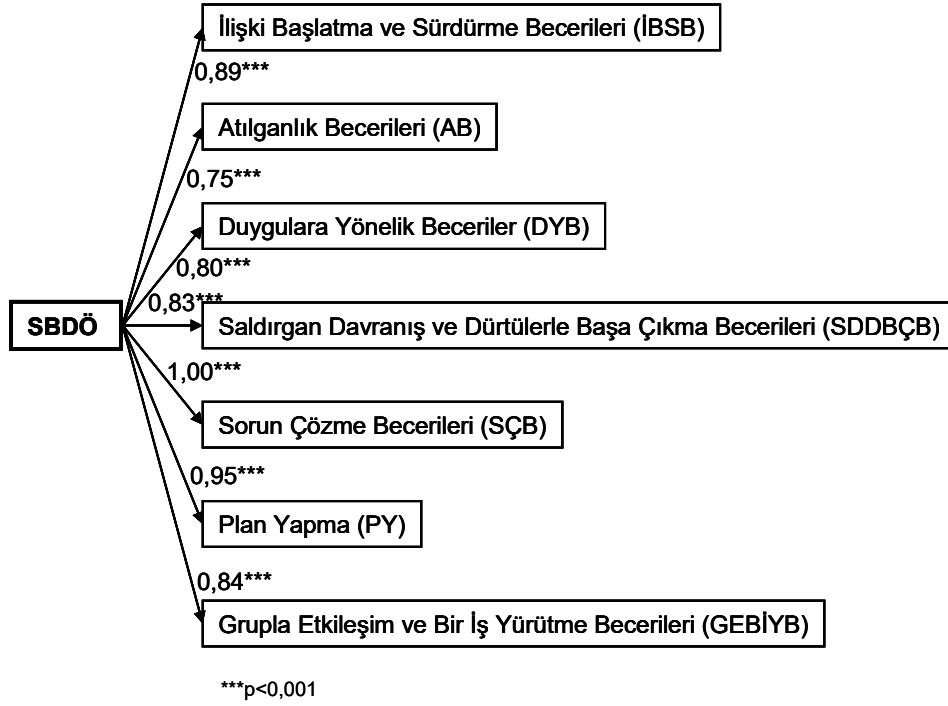 İlişki Başlatma ve Sürdürme Becerileri (İBSB)
0,89***
Atılganlık Becerileri (AB)
0,75***
Duygulara Yönelik Beceriler (DYB)
0,80***
0,83***
SBDÖ
Saldırgan Davranış ve Dürtülerle Başa Çıkma Becerileri (SDDBÇB)
1,00***
Sorun Çözme Becerileri (SÇB)
0,95***
Plan Yapma (PY)
0,84***
Grupla Etkileşim ve Bir İş Yürütme Becerileri (GEBİYB)
***p<0,001